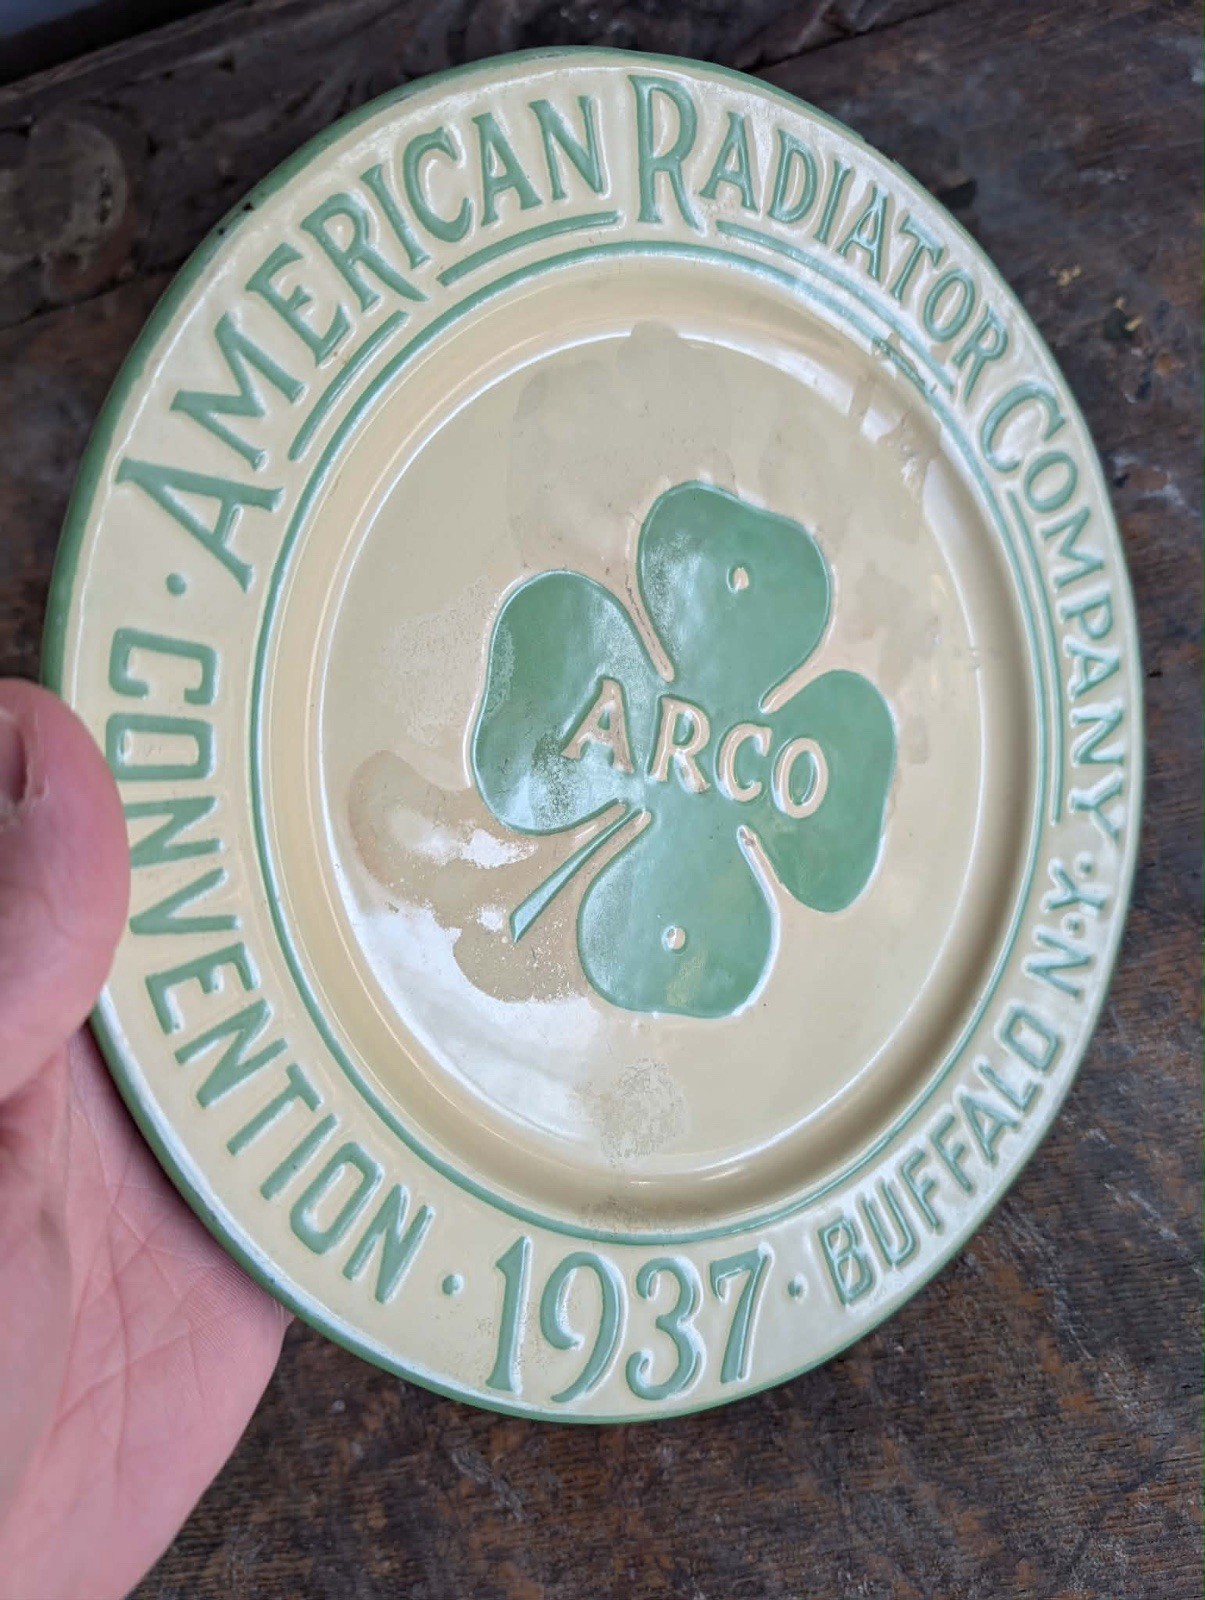 AMERICAN RADIATOR COMPANY · BUFFALO N.Y. · 1937 · CONVENTION ·
ARCO